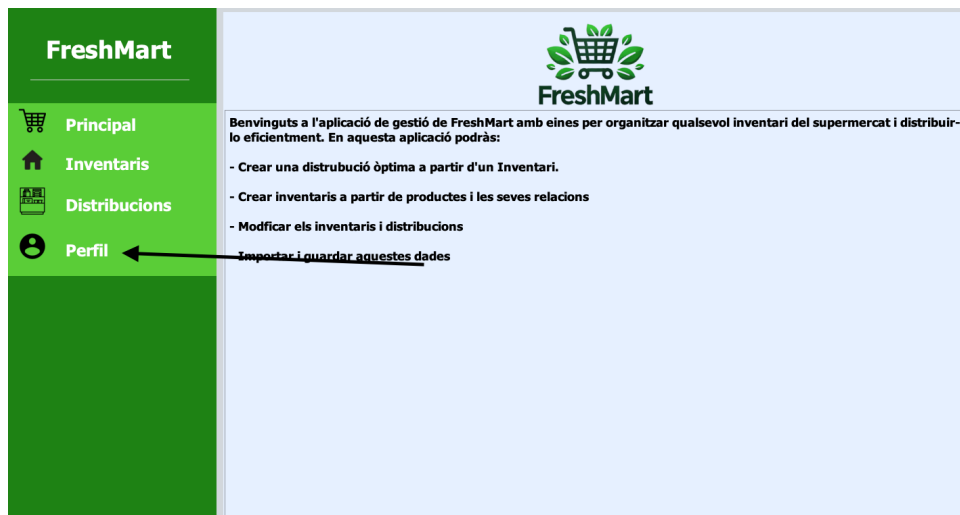 FreshMart
Principal
Inventaris
Distribucions
Perfil
FreshMart
Benvinguts a l'aplicació de gestió de FreshMart amb eines per organitzar qualsevol inventari del supermercat i distribuir-
lo eficientment. En aquesta aplicació podràs:
- Crear una distrubució òptima a partir d'un Inventari.
- Crear inventaris a partir de productes i les seves relacions
- Modficar els inventaris i distribucions
- Importar i guardar aquestes dades